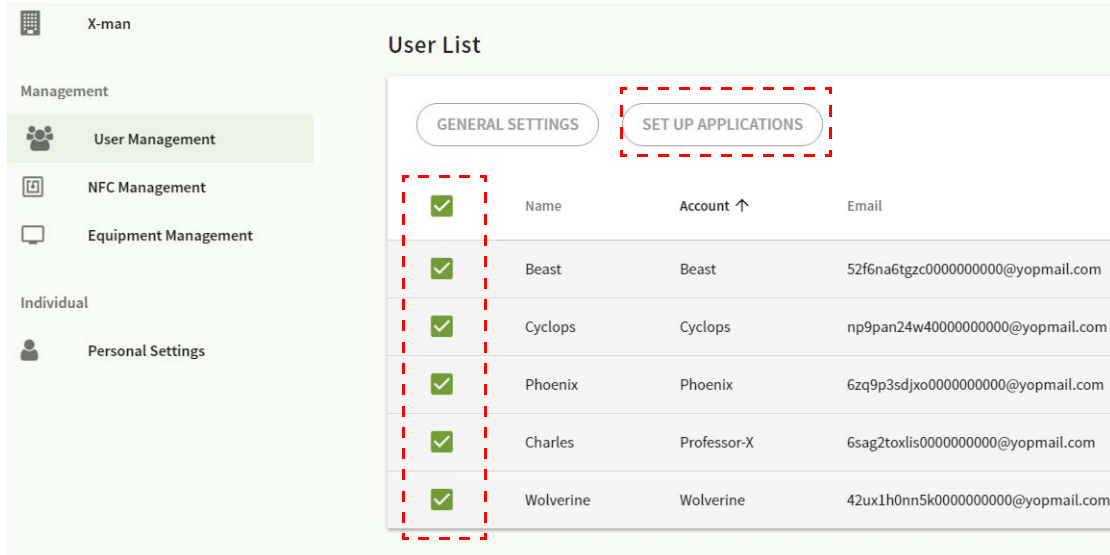 X-man
Management
User Management
NFC Management
Equipment Management
Individual
Personal Settings
User List
GENERAL SETTINGS SET UP APPLICATIONS
Name Account ↑ Email
Beast Beast 52f6na6tgzc0000000000@yopmail.com
Cyclops Cyclops np9pan24w40000000000@yopmail.com
Phoenix Phoenix 6zq9p3sdjxo0000000000@yopmail.com
Charles Professor-X 6sag2toxlis0000000000@yopmail.com
Wolverine Wolverine 42ux1h0nn5k0000000000@yopmail.com